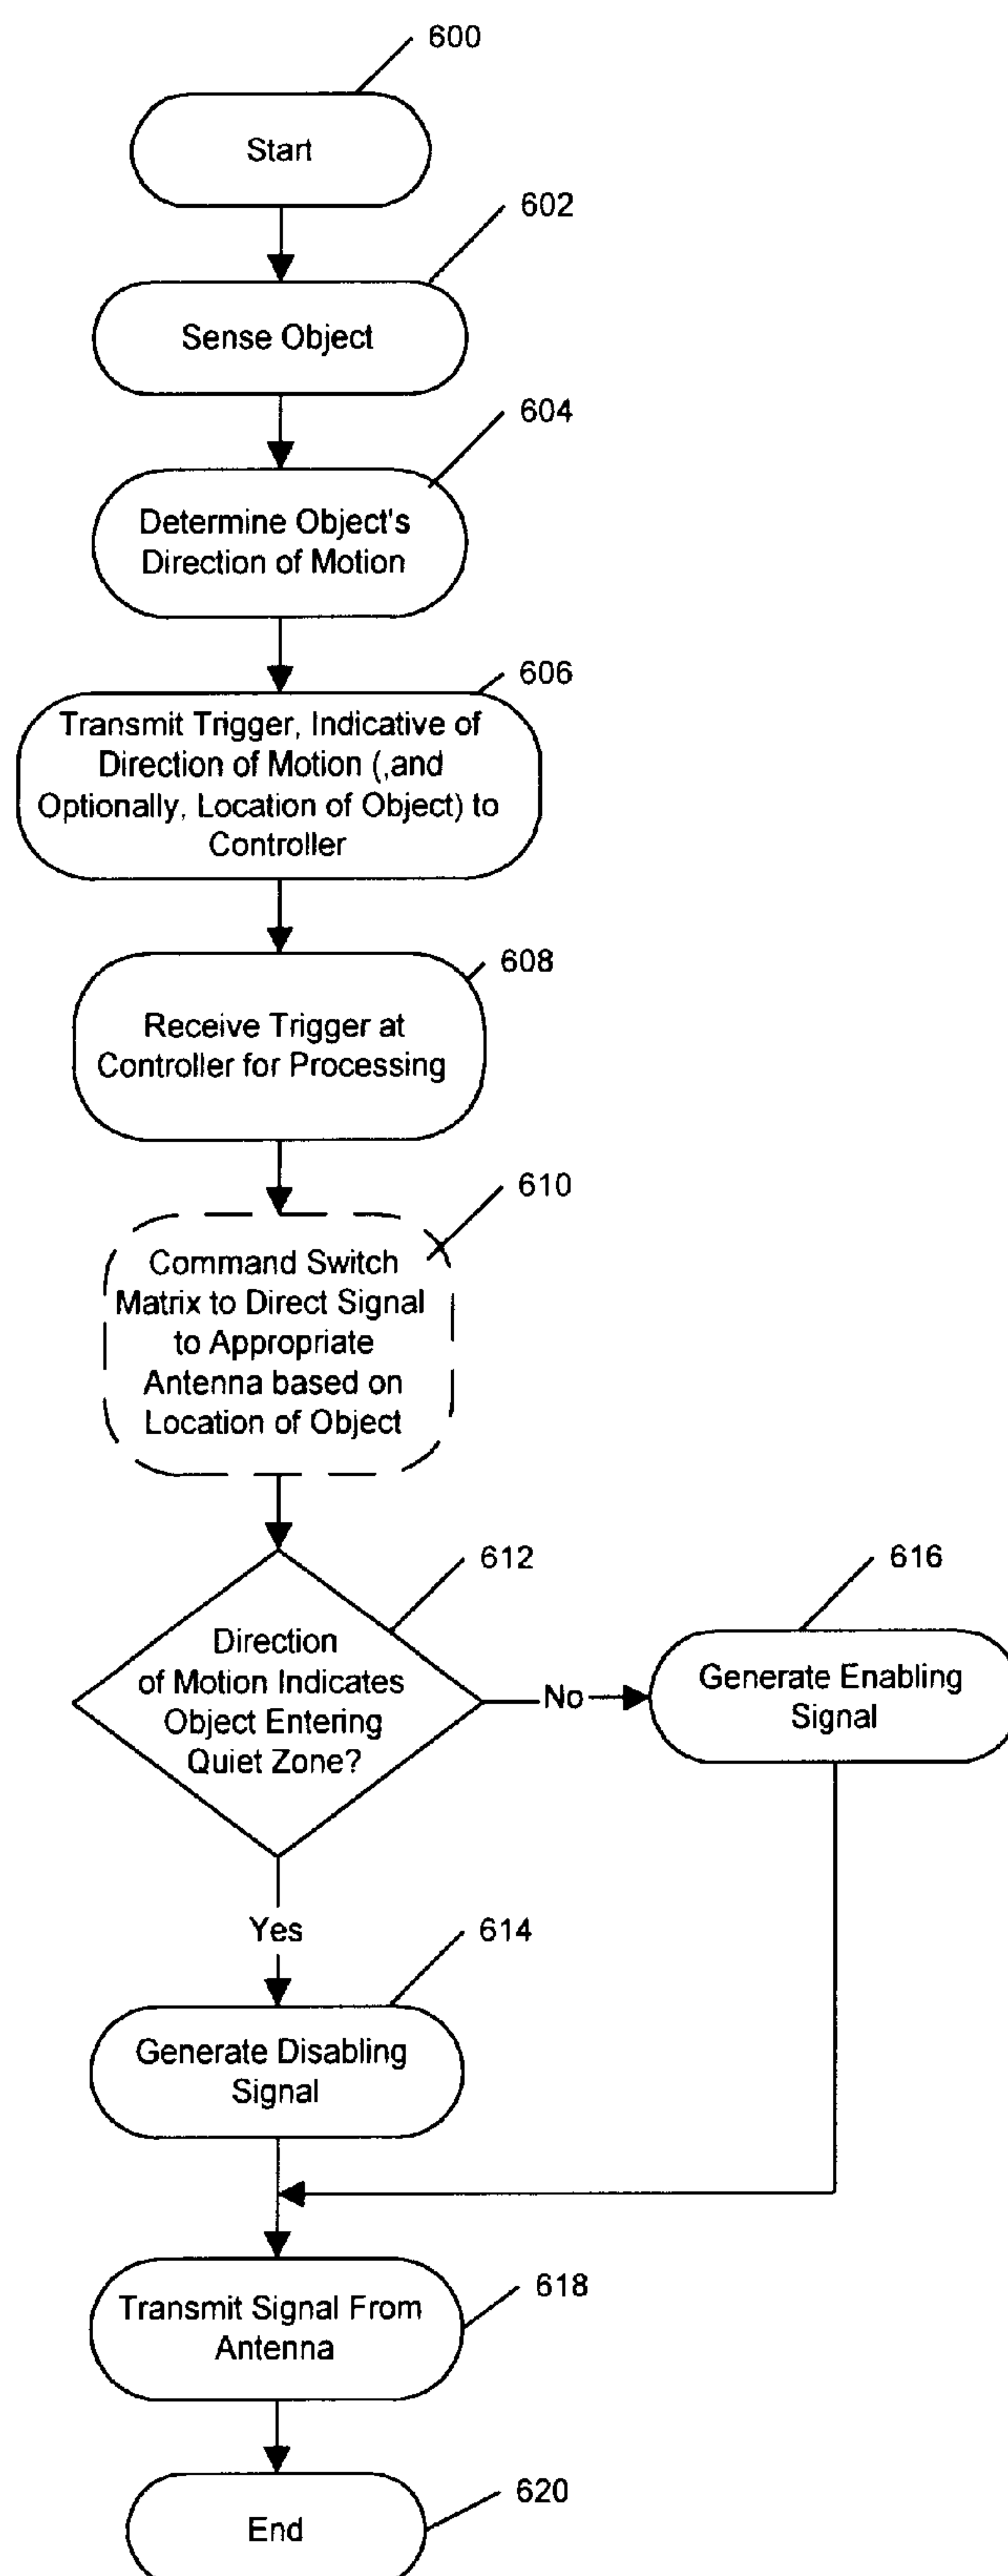 600
Start
602
Sense Object
604
Determine Object's
Direction of Motion
606
Transmit Trigger, Indicative of
Direction of Motion (,and
Optionally, Location of Object) to
Controller
608
Receive Trigger at
Controller for Processing
610
Command Switch
Matrix to Direct Signal
to Appropriate
Antenna based on
Location of Object
612
Direction
of Motion Indicates
Object Entering
Quiet Zone?
No
616
Generate Enabling
Signal
Yes
614
Generate Disabling
Signal
618
Transmit Signal From
Antenna
620
End